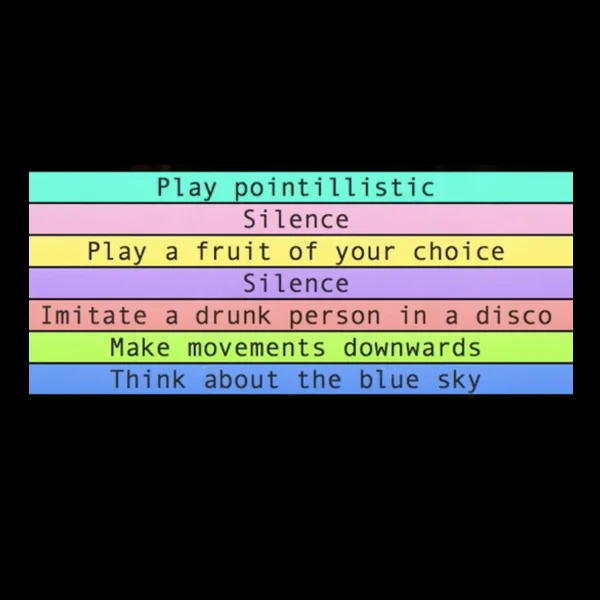 Play pointillistic
Silence
Play a fruit of your choice
Silence
Imitate a drunk person in a disco
Make movements downwards
Think about the blue sky